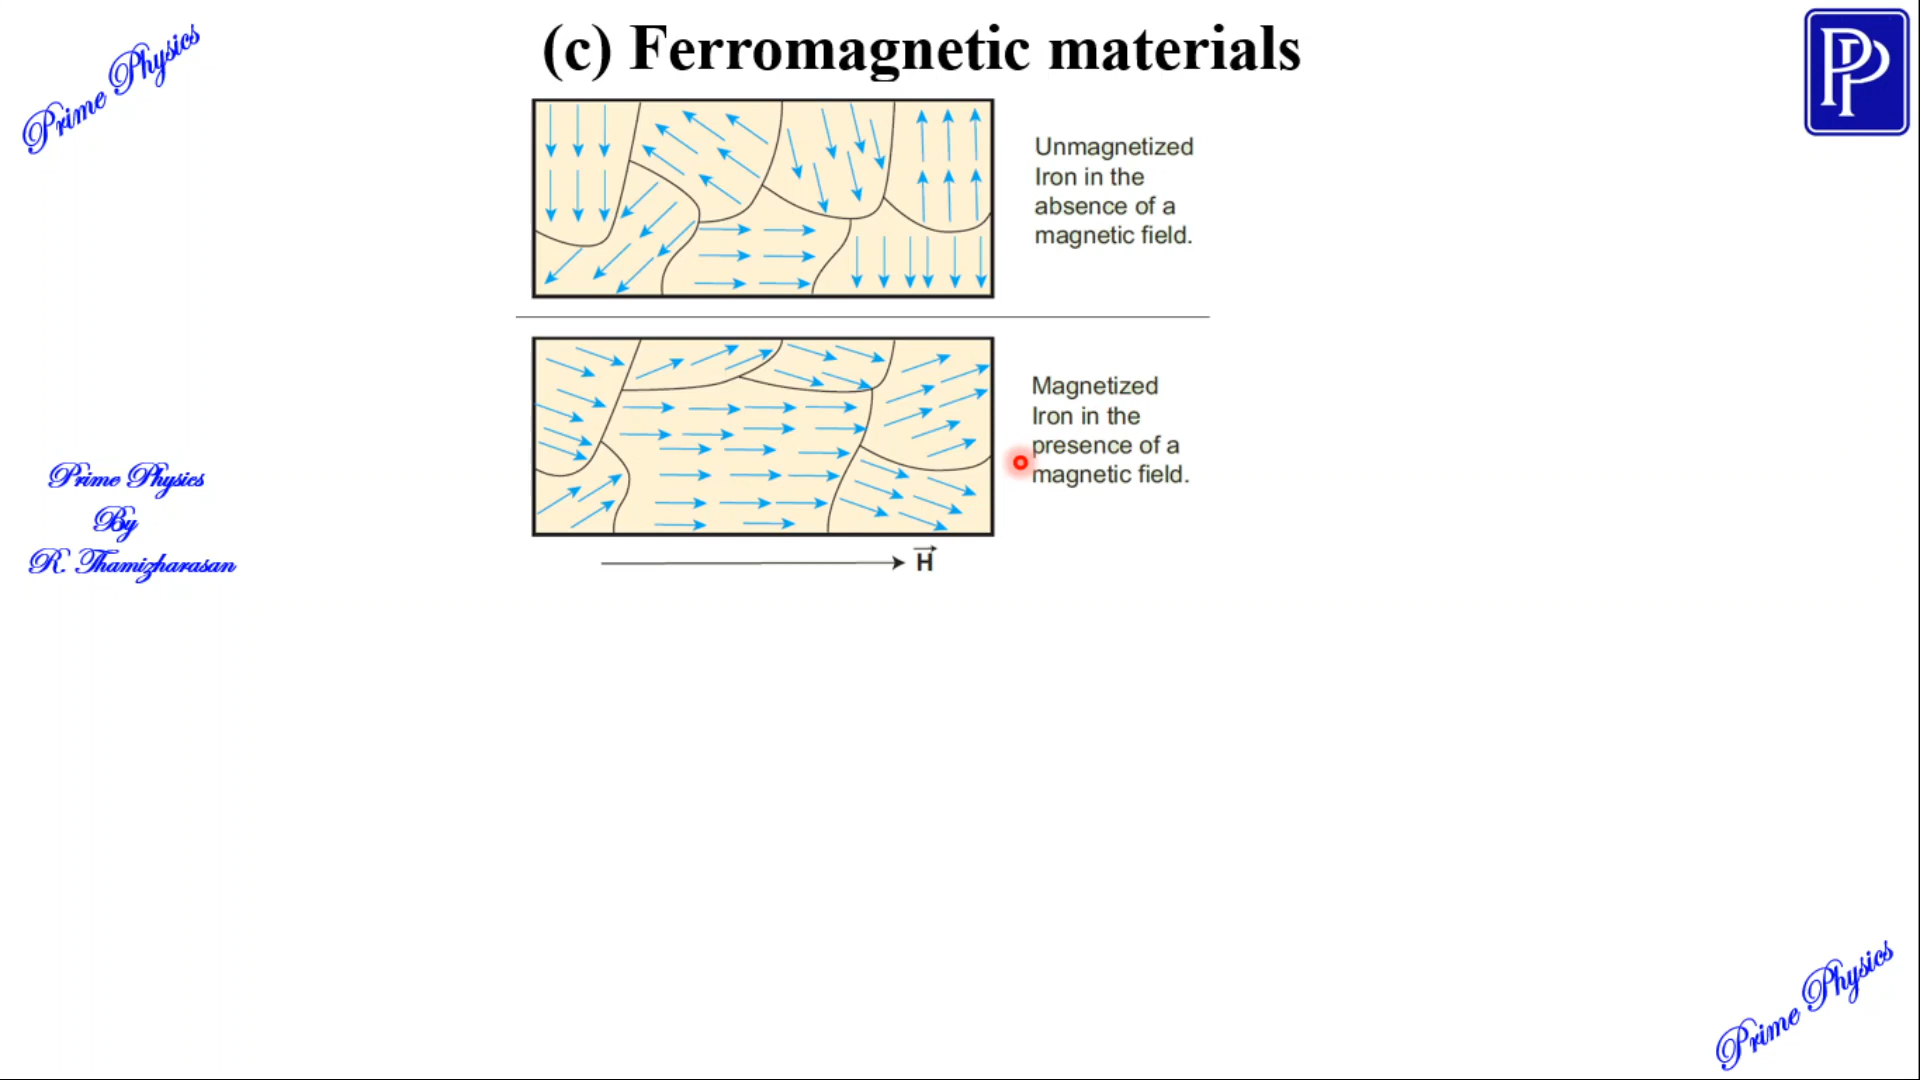 (c) Ferromagnetic materials
Prime Physics
PP
Unmagnetized
Iron in the
absence of a
magnetic field.
Magnetized
Iron in the
presence of a
magnetic field.
H
Prime Physics
By
R. Thamizharasan
Prime Physics